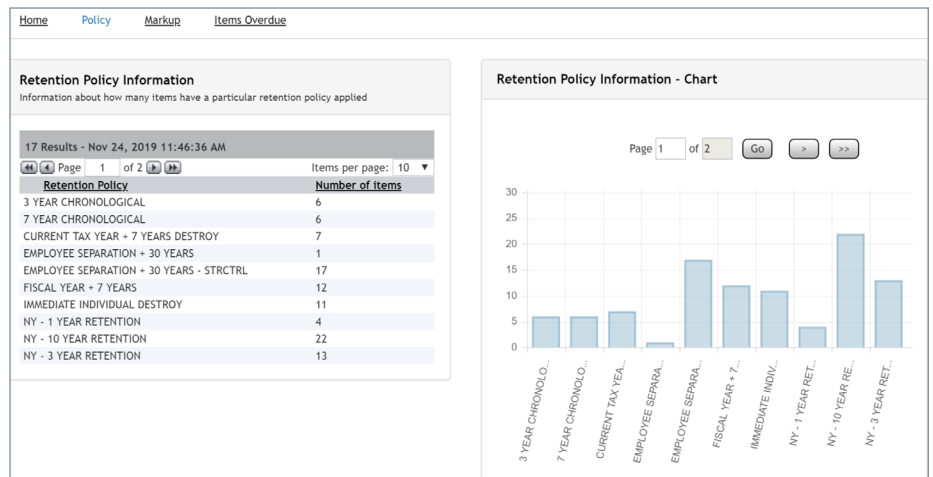 Home Policy Markup Items Overdue
Retention Policy Information
Information about how many items have a particular retention policy applied
17 Results - Nov 24, 2019 11:46:36 AM
Page 1 of 2 Items per page: 10
Retention Policy Number of items
3 YEAR CHRONOLOGICAL 6
7 YEAR CHRONOLOGICAL 6
CURRENT TAX YEAR + 7 YEARS DESTROY 7
EMPLOYEE SEPARATION + 30 YEARS 1
EMPLOYEE SEPARATION + 30 YEARS - STRCTRL 17
FISCAL YEAR + 7 YEARS 12
IMMEDIATE INDIVIDUAL DESTROY 11
NY - 1 YEAR RETENTION 4
NY - 10 YEAR RETENTION 22
NY - 3 YEAR RETENTION 13
Retention Policy Information - Chart
Page 1 of 2 Go > >>
30
25
20
15
10
5
0
3 YEAR CHRONOLO...
7 YEAR CHRONOLO...
CURRENT TAX YEA...
EMPLOYEE SEPARA...
EMPLOYEE SEPARA...
FISCAL YEAR + 7...
IMMEDIATE INDIV...
NY - 1 YEAR RET...
NY - 10 YEAR RE...
NY - 3 YEAR RET...